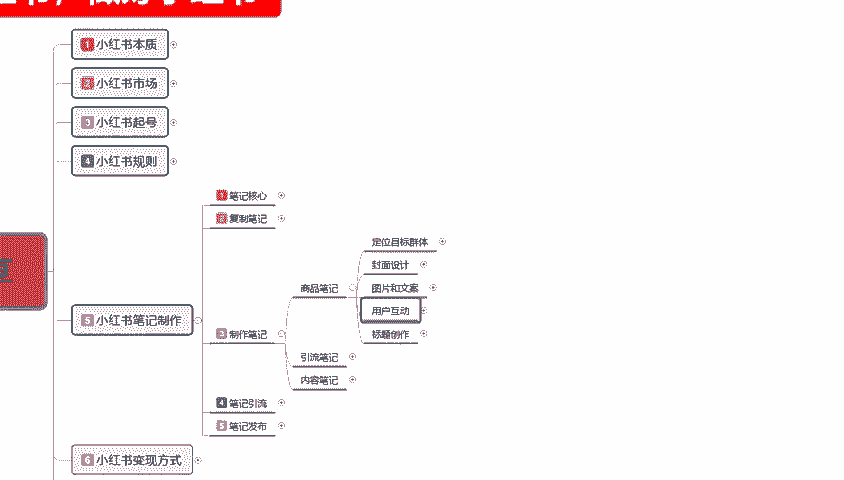 1 小红书本质
2 小红书市场
3 小红书起号
4 小红书规则
5 小红书笔记制作
1 笔记核心
2 复制笔记
3 制作笔记
商品笔记
定位目标群体
封面设计
图片和文案
用户互动
标题创作
引流笔记
内容笔记
4 笔记引流
5 笔记发布
6 小红书变现方式